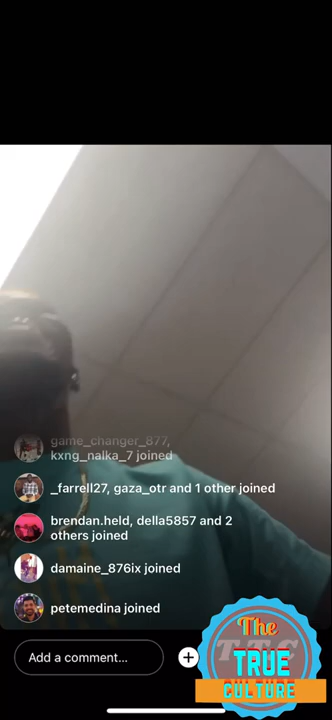 game_changer_877,
kxng_nalka_7 joined
_farrell27, gaza_otr and 1 other joined
brendan.held, della5857 and 2
others joined
damaine_876ix joined
petemedina joined
Add a comment...
The
TTC
TRUE
CULTURE